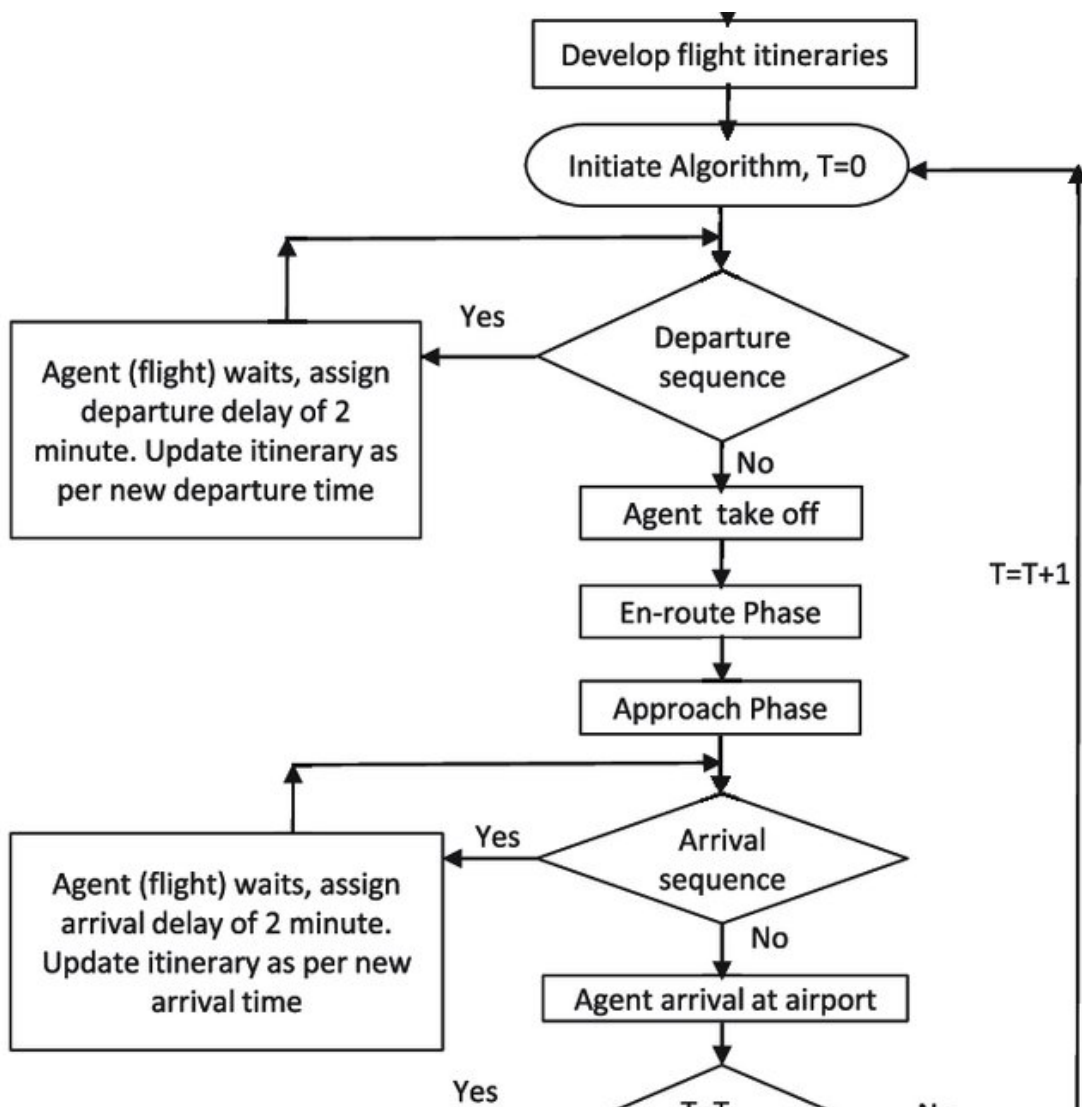 Develop flight itineraries
Initiate Algorithm, T=0
Yes
Departure
sequence
Agent (flight) waits, assign
departure delay of 2
minute. Update itinerary as
per new departure time
No
Agent take off
T=T+1
En-route Phase
Approach Phase
Yes
Arrival
sequence
Agent (flight) waits, assign
arrival delay of 2 minute.
Update itinerary as per new
arrival time
No
Agent arrival at airport
Yes